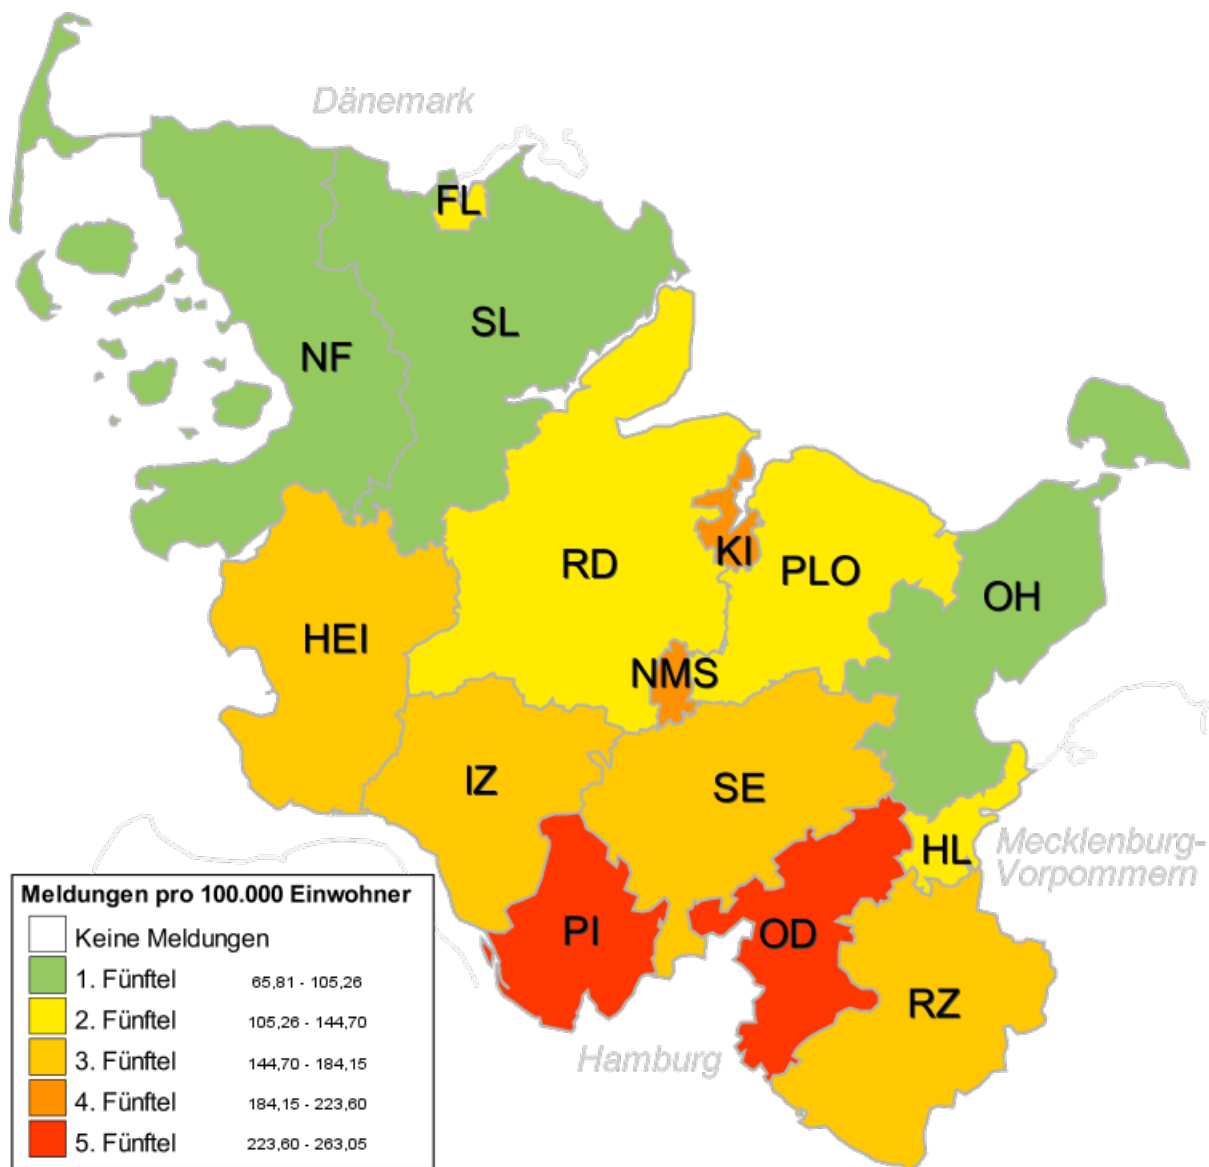 Dänemark
FL
SL
NF
RD
KI
PLO
OH
HEI
NMS
IZ
SE
HL
Mecklenburg-
Vorpommern
PI
OD
RZ
Hamburg
Meldungen pro 100.000 Einwohner
Keine Meldungen
1. Fünftel 65,81 - 105,26
2. Fünftel 105,26 - 144,70
3. Fünftel 144,70 - 184,15
4. Fünftel 184,15 - 223,60
5. Fünftel 223,60 - 263,05